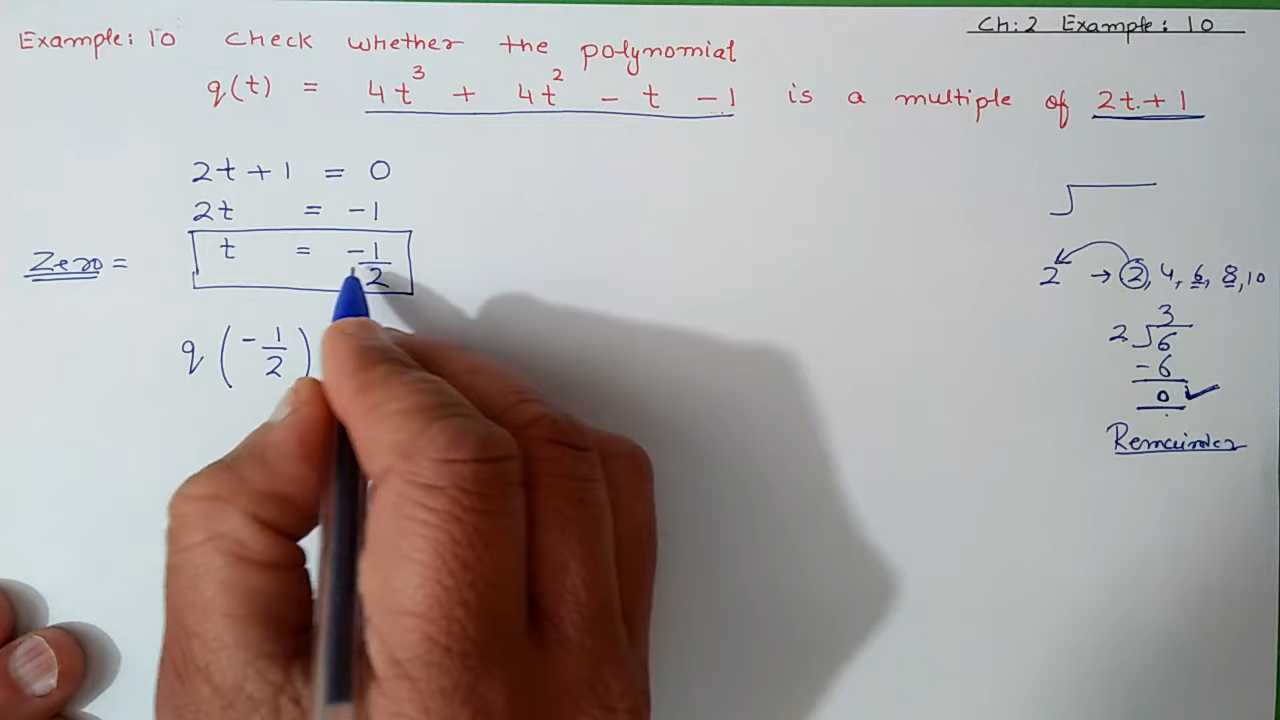 Ch:2 Example: 10
Example: 10 Check whether the polynomial
q(t) = 4t³ + 4t² - t - 1 is a multiple of 2t+1
2t + 1 = 0
2t = -1
Zero = t = -1/2
q(-1/2)
2 → 2, 4, 6, 8, 10
3
2 6
-6
0 ✓
Remainder